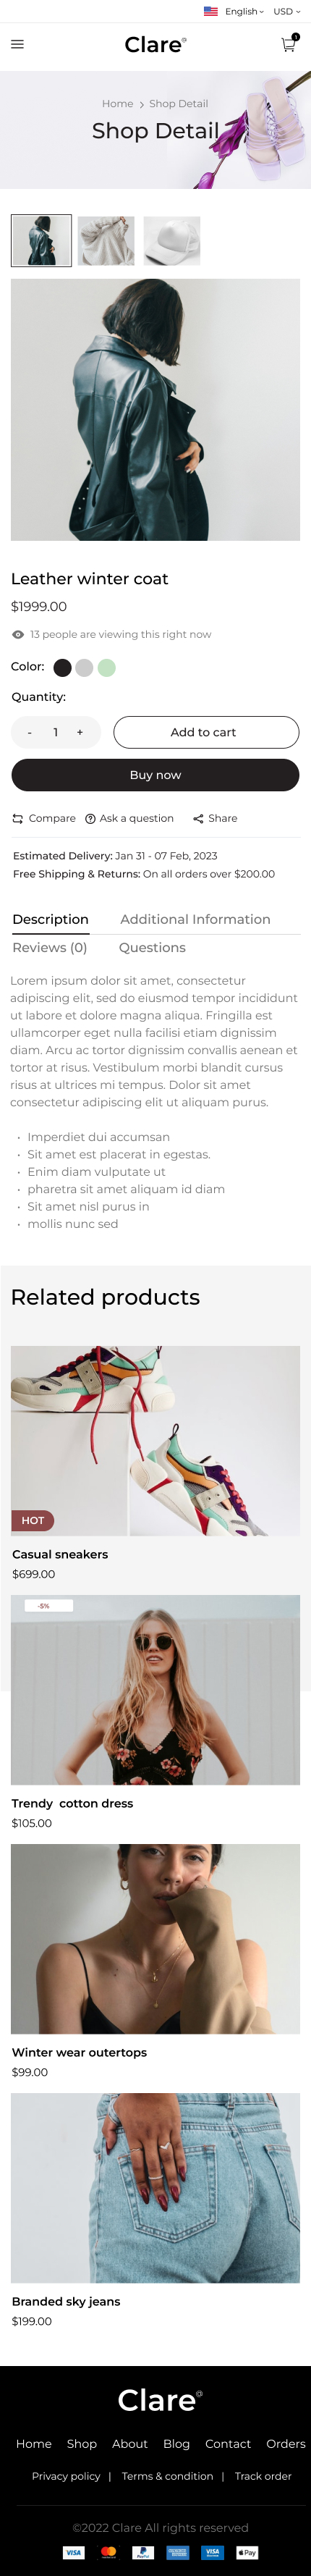 English USD
Clare®
1
Home > Shop Detail
Shop Detail
Leather winter coat
$1999.00
13 people are viewing this right now
Color:
Quantity:
- 1 + Add to cart
Buy now
Compare Ask a question Share
Estimated Delivery: Jan 31 - 07 Feb, 2023
Free Shipping & Returns: On all orders over $200.00
Description Additional Information
Reviews (0) Questions
Lorem ipsum dolor sit amet, consectetur
adipiscing elit, sed do eiusmod tempor incididunt
ut labore et dolore magna aliqua. Fringilla est
ullamcorper eget nulla facilisi etiam dignissim
diam. Arcu ac tortor dignissim convallis aenean et
tortor at risus. Vestibulum morbi blandit cursus
risus at ultrices mi tempus. Dolor sit amet
consectetur adipiscing elit ut aliquam purus.
• Imperdiet dui accumsan
• Sit amet est placerat in egestas.
• Enim diam vulputate ut
• pharetra sit amet aliquam id diam
• Sit amet nisl purus in
• mollis nunc sed
Related products
HOT
Casual sneakers
$699.00
-5%
Trendy cotton dress
$105.00
Winter wear outertops
$99.00
Branded sky jeans
$199.00
Clare®
Home Shop About Blog Contact Orders
Privacy policy | Terms & condition | Track order
©2022 Clare All rights reserved
VISA PayPal VISA Pay